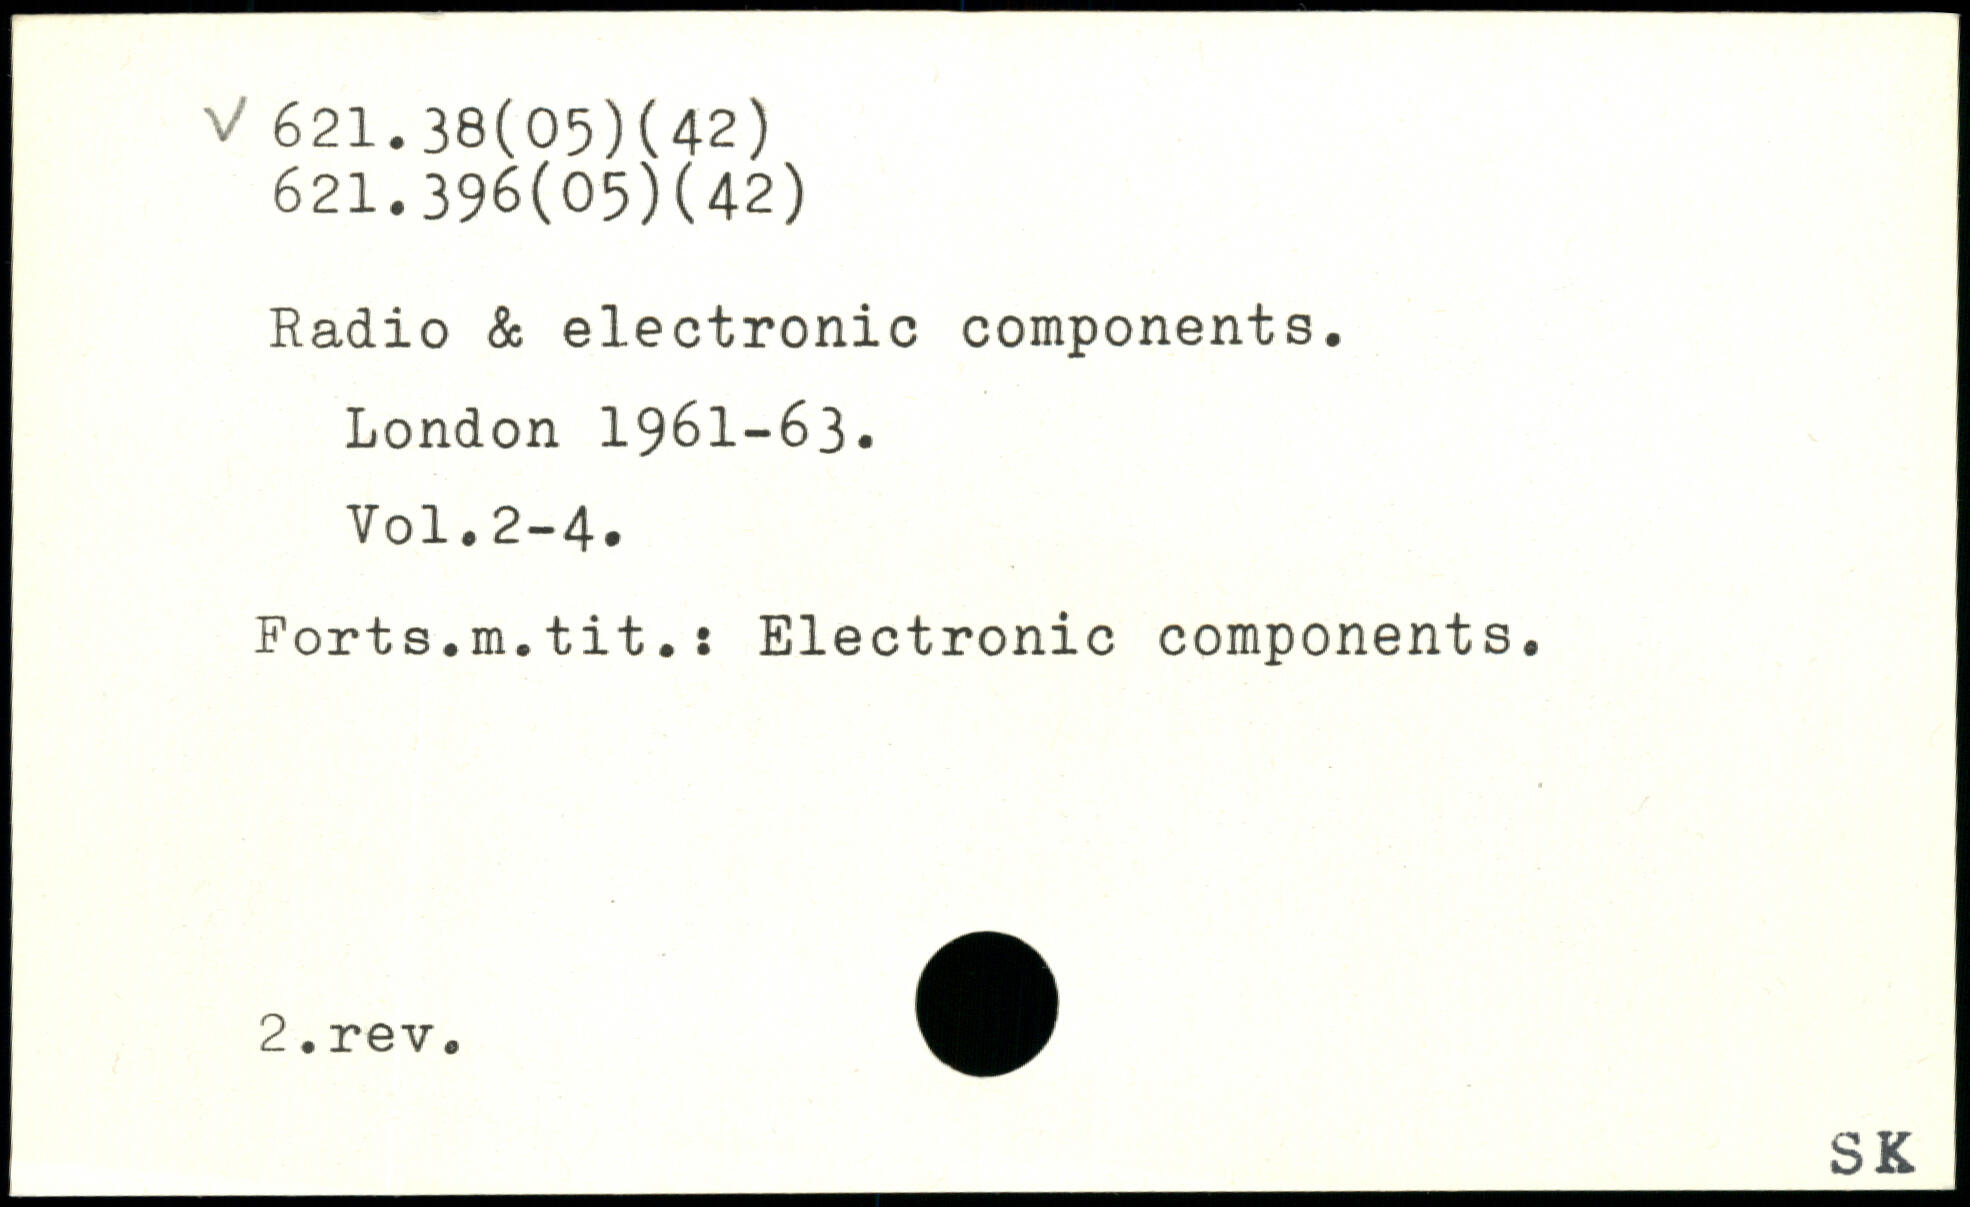 √ 621.38(05)(42)
621.396(05)(42)
Radio & electronic components.
London 1961-63.
Vol.2-4.
Forts.m.tit.: Electronic components.
2.rev.
SK